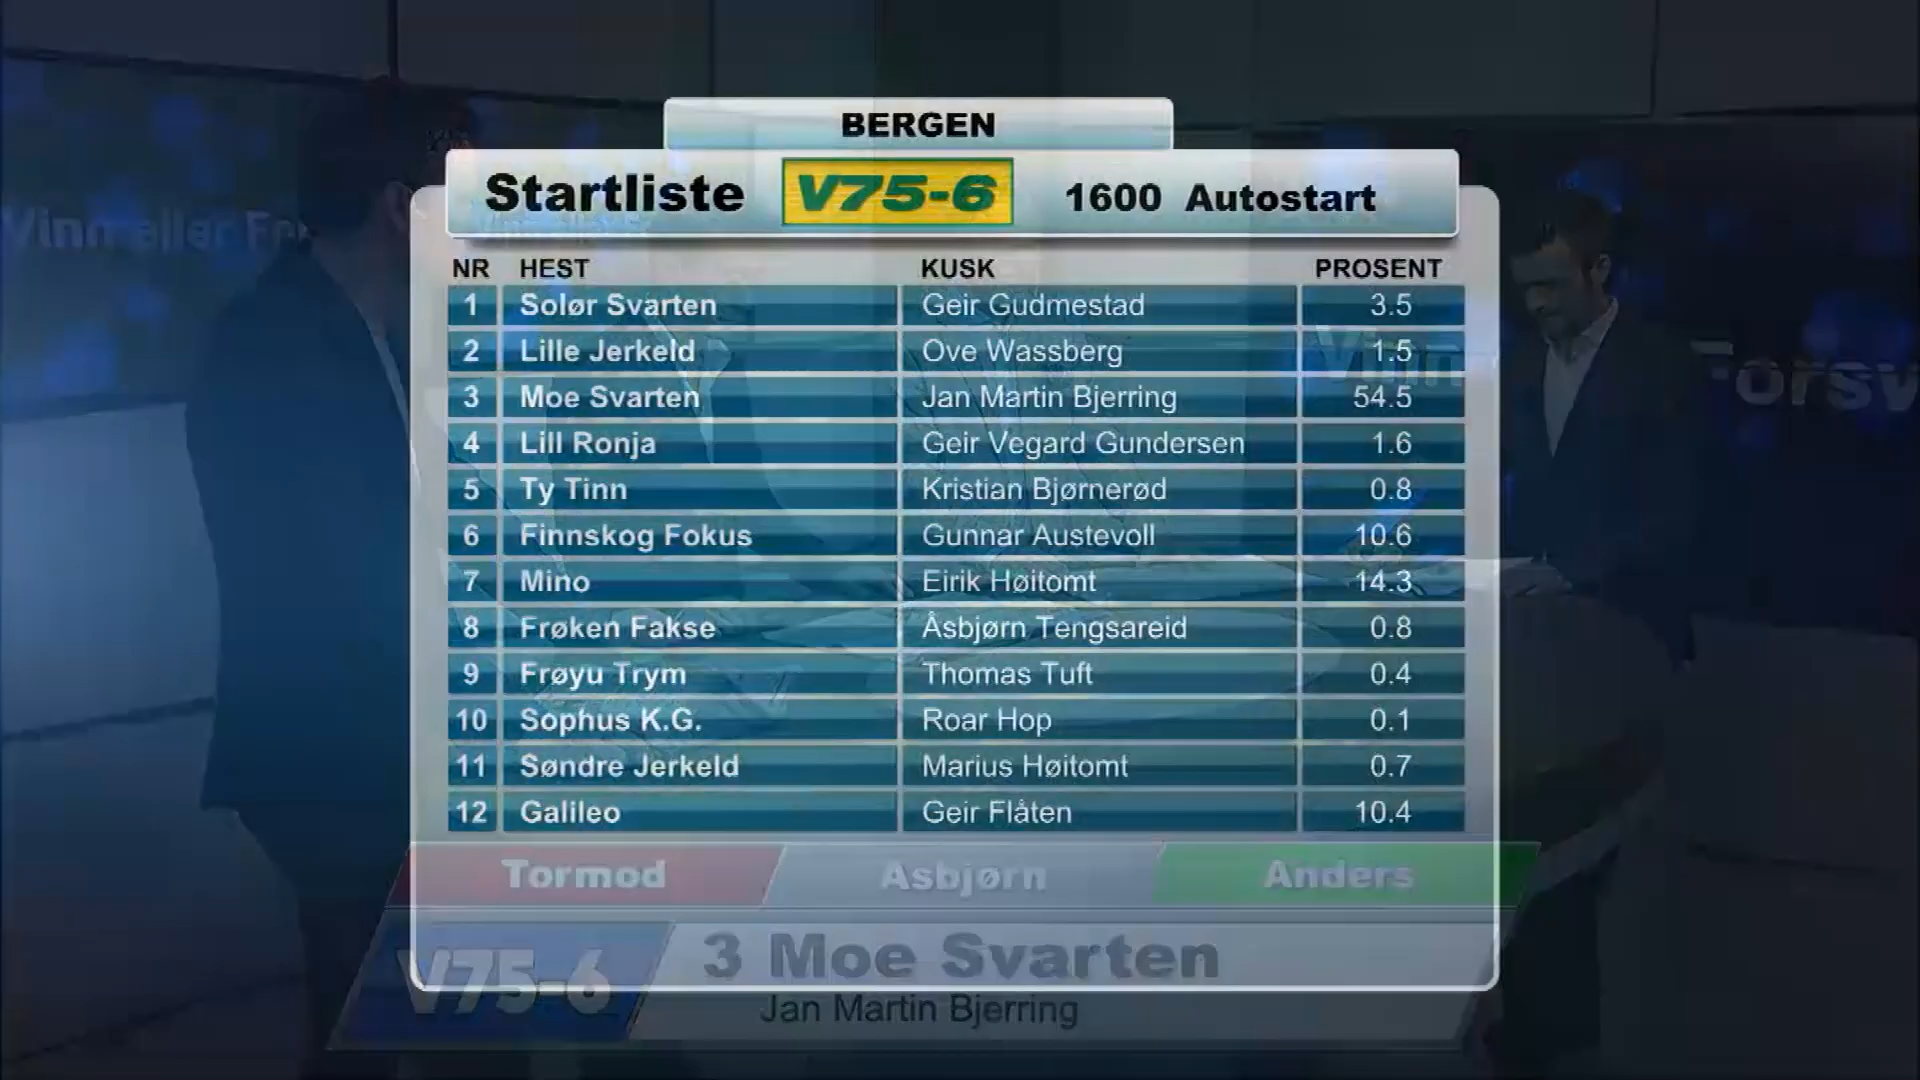 BERGEN
Startliste V75-6 1600 Autostart
NR HEST KUSK PROSENT
1 Solør Svarten Geir Gudmestad 3.5
2 Lille Jerkeld Ove Wassberg 1.5
3 Moe Svarten Jan Martin Bjerring 54.5
4 Lill Ronja Geir Vegard Gundersen 1.6
5 Ty Tinn Kristian Bjørnerød 0.8
6 Finnskog Fokus Gunnar Austevoll 10.6
7 Mino Eirik Høitomt 14.3
8 Frøken Fakse Åsbjørn Tengsareid 0.8
9 Frøyu Trym Thomas Tuft 0.4
10 Sophus K.G. Roar Hop 0.1
11 Søndre Jerkeld Marius Høitomt 0.7
12 Galileo Geir Flåten 10.4
Tormod Asbjørn Anders
V75-6 3 Moe Svarten
Jan Martin Bjerring